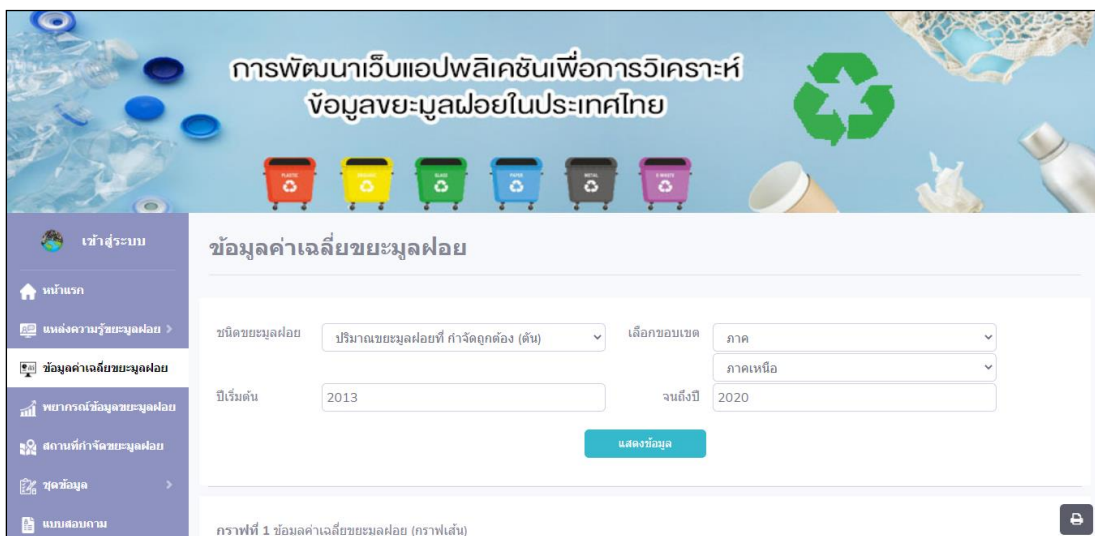 การพัฒนาเว็บแอปพลิเคชันเพื่อการวิเคราะห์
ข้อมูลขยะมูลฝอยในประเทศไทย
PLASTIC
GLASS
PAPER
METAL
E-WASTE
เข้าสู่ระบบ
หน้าแรก
แหล่งความรู้ขยะมูลฝอย >
ข้อมูลค่าเฉลี่ยขยะมูลฝอย
พยากรณ์ข้อมูลขยะมูลฝอย
สถานที่กำจัดขยะมูลฝอย
ชุดข้อมูล >
แบบสอบถาม
ข้อมูลค่าเฉลี่ยขยะมูลฝอย
ชนิดขยะมูลฝอย ปริมาณขยะมูลฝอยที่ กำจัดถูกต้อง (ตัน) เลือกขอบเขต ภาค
ภาคเหนือ
ปีเริ่มต้น 2013 จนถึงปี 2020
แสดงข้อมูล
กราฟที่ 1 ข้อมูลค่าเฉลี่ยขยะมูลฝอย (กราฟเส้น)